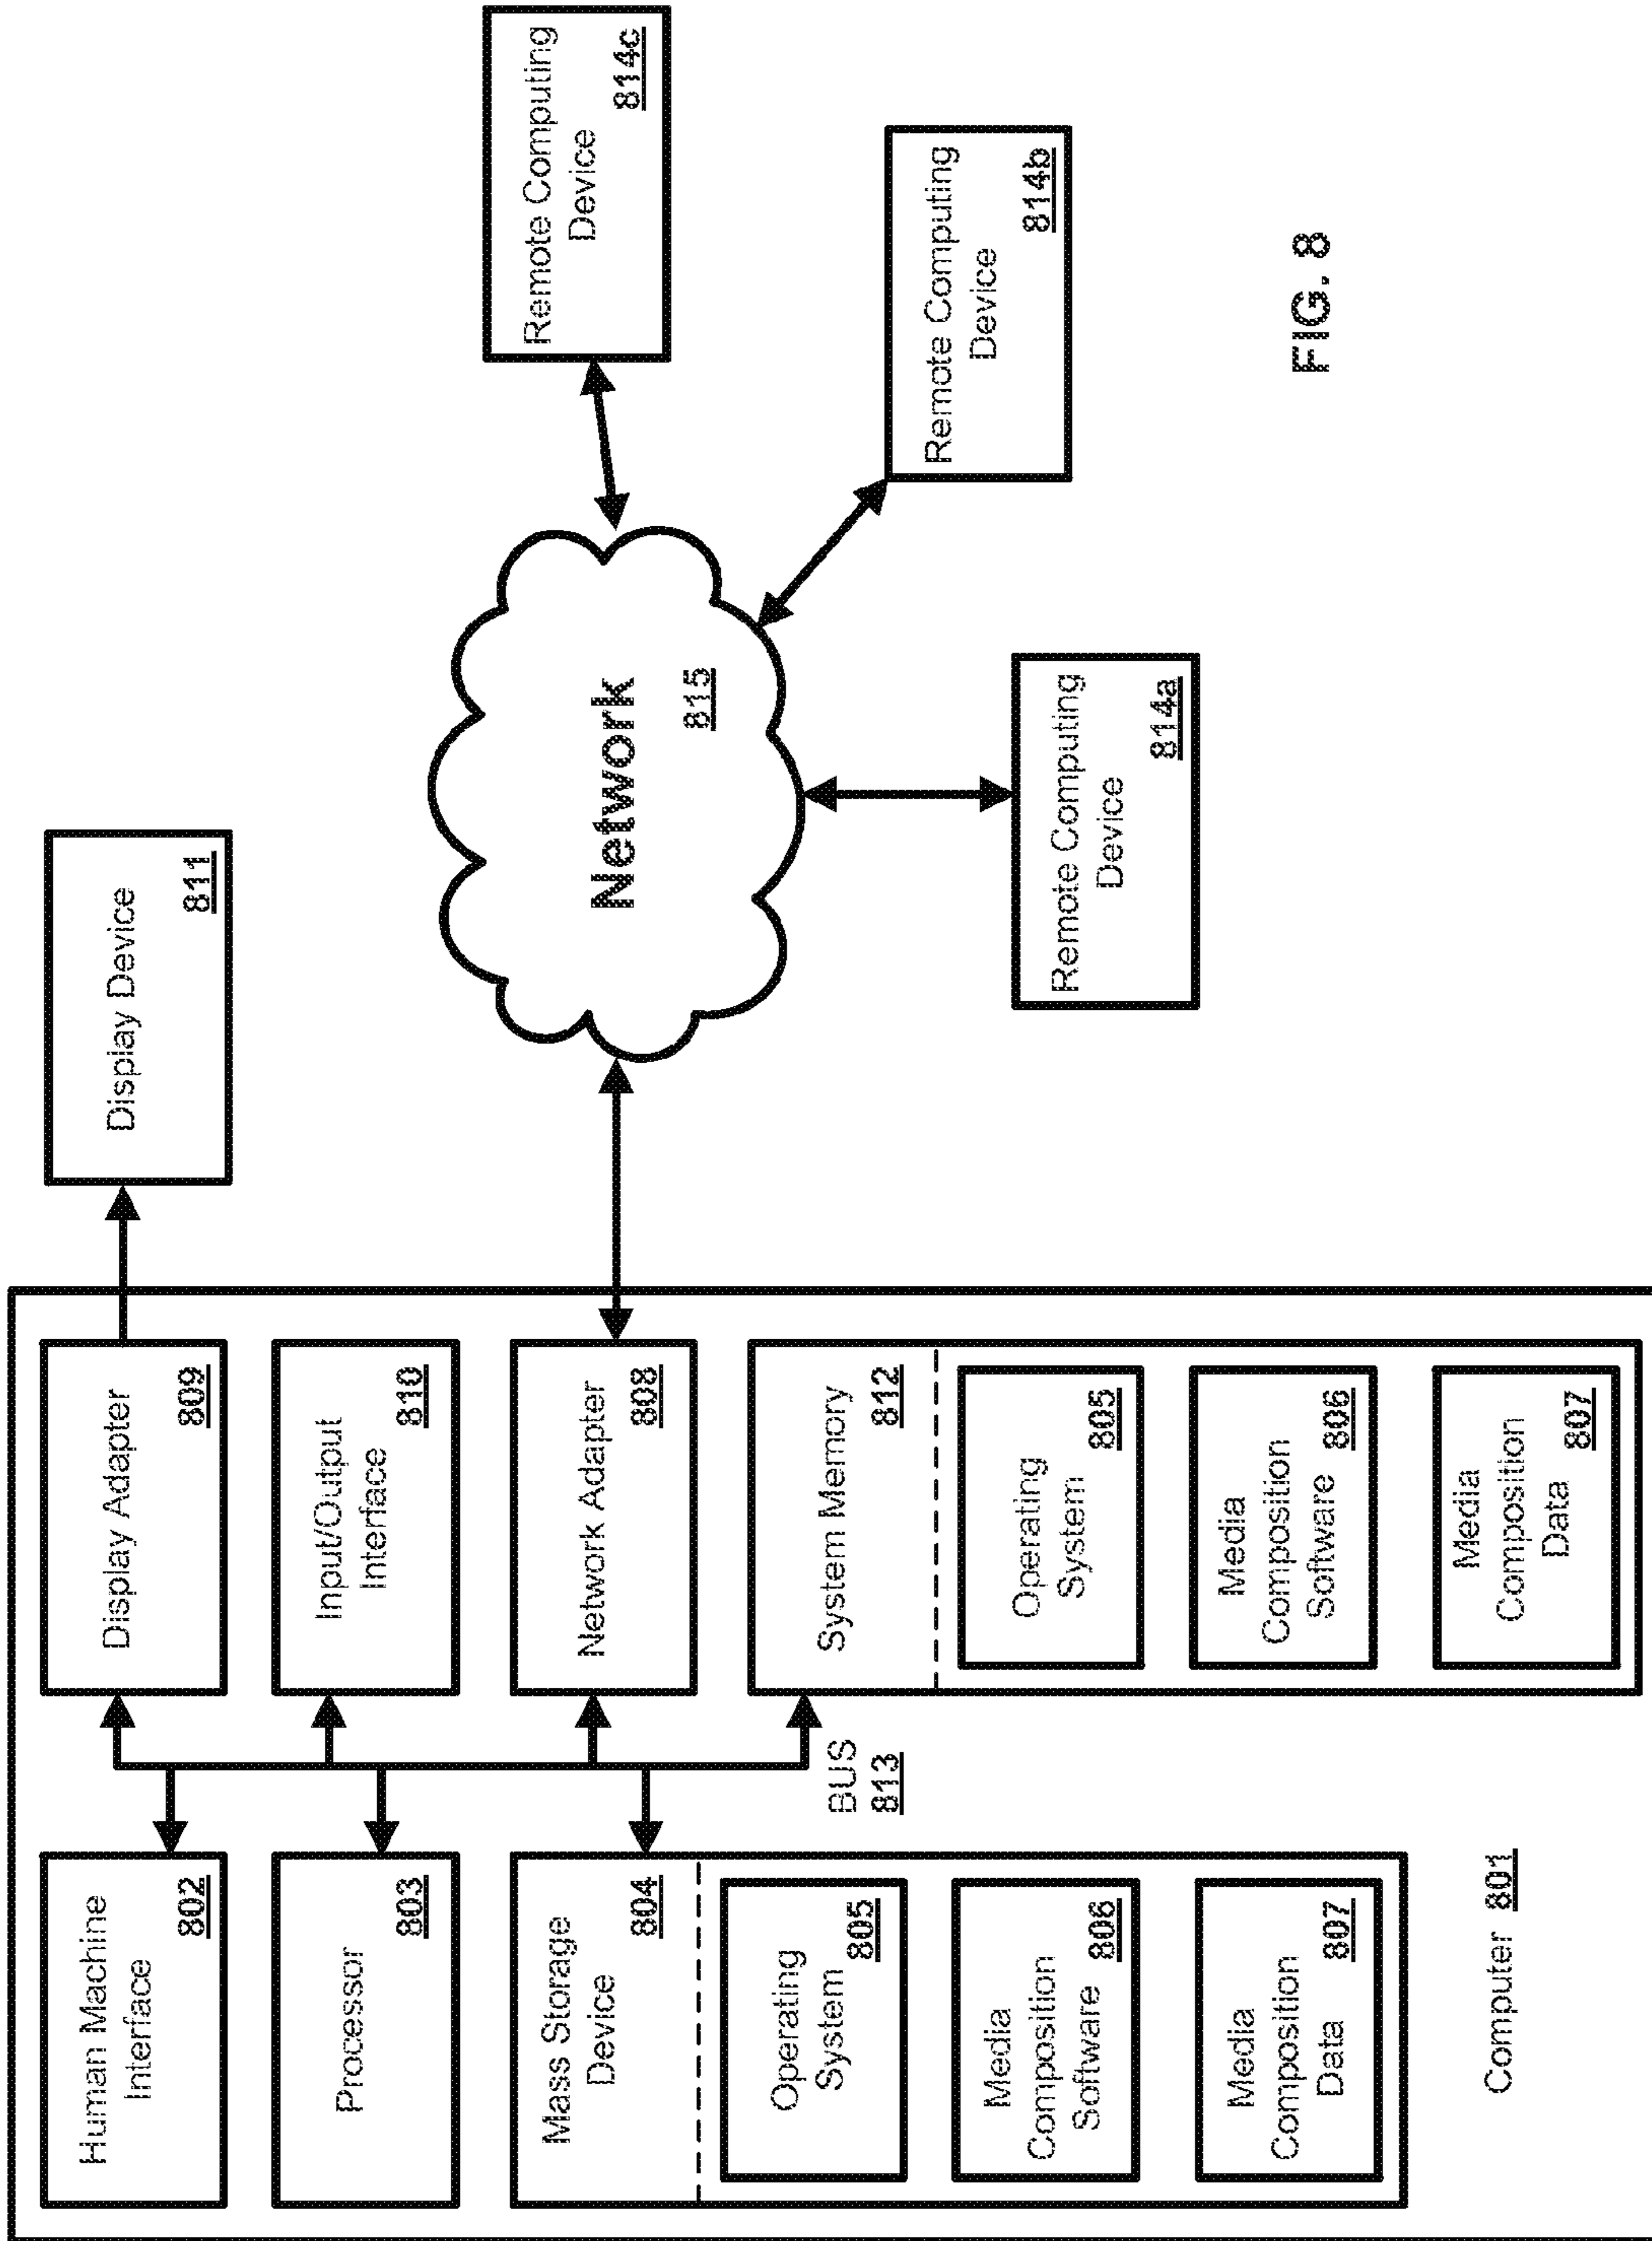 Human Machine
Interface
802
Processor
803
Mass Storage
Device
804
Operating
System
805
Media
Composition
Software
806
Media
Composition
Data
807
Computer 801
BUS
813
Display Adapter
809
Input/Output
Interface
810
Network Adapter
808
System Memory
812
Operating
System
805
Media
Composition
Software
806
Media
Composition
Data
807
Display Device
811
Network
815
Remote Computing
Device
814a
Remote Computing
Device
814b
Remote Computing
Device
814c
FIG. 8